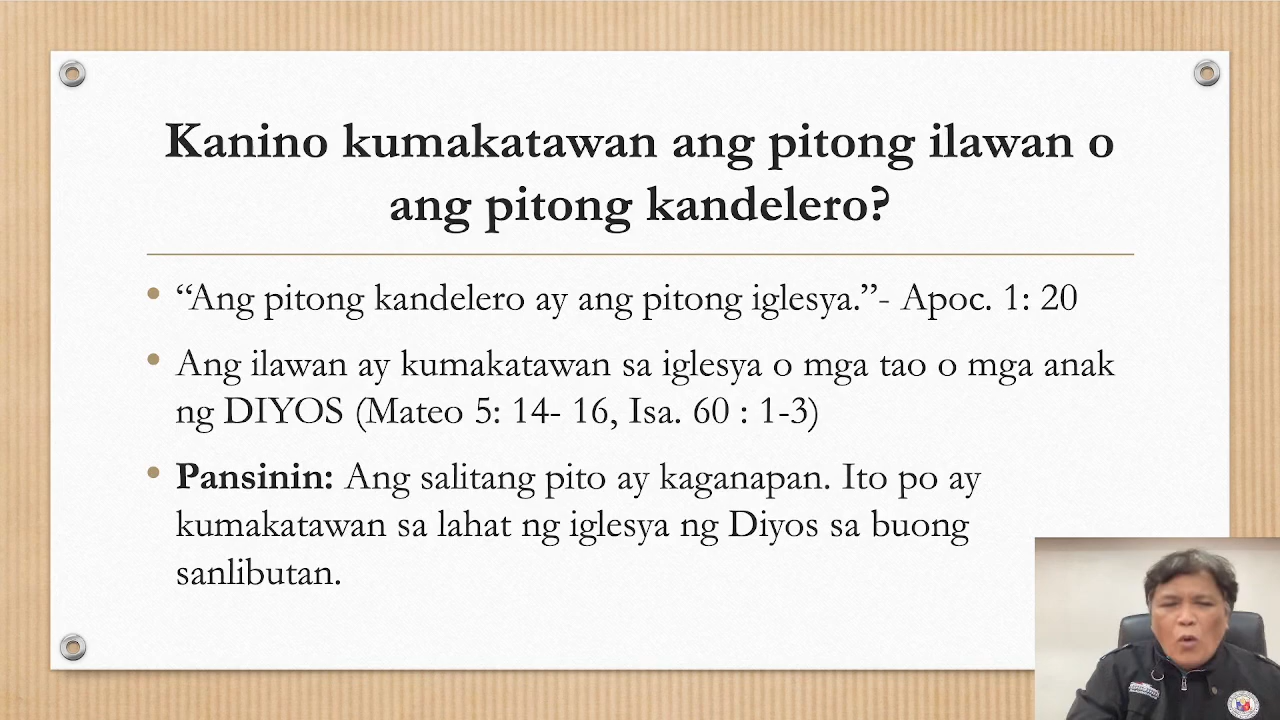 Kanino kumakatawan ang pitong ilawan o
ang pitong kandelero?
• “Ang pitong kandelero ay ang pitong iglesya.”- Apoc. 1: 20
• Ang ilawan ay kumakatawan sa iglesya o mga tao o mga anak
ng DIYOS (Mateo 5: 14- 16, Isa. 60 : 1-3)
• Pansinin: Ang salitang pito ay kaganapan. Ito po ay
kumakatawan sa lahat ng iglesya ng Diyos sa buong
sanlibutan.